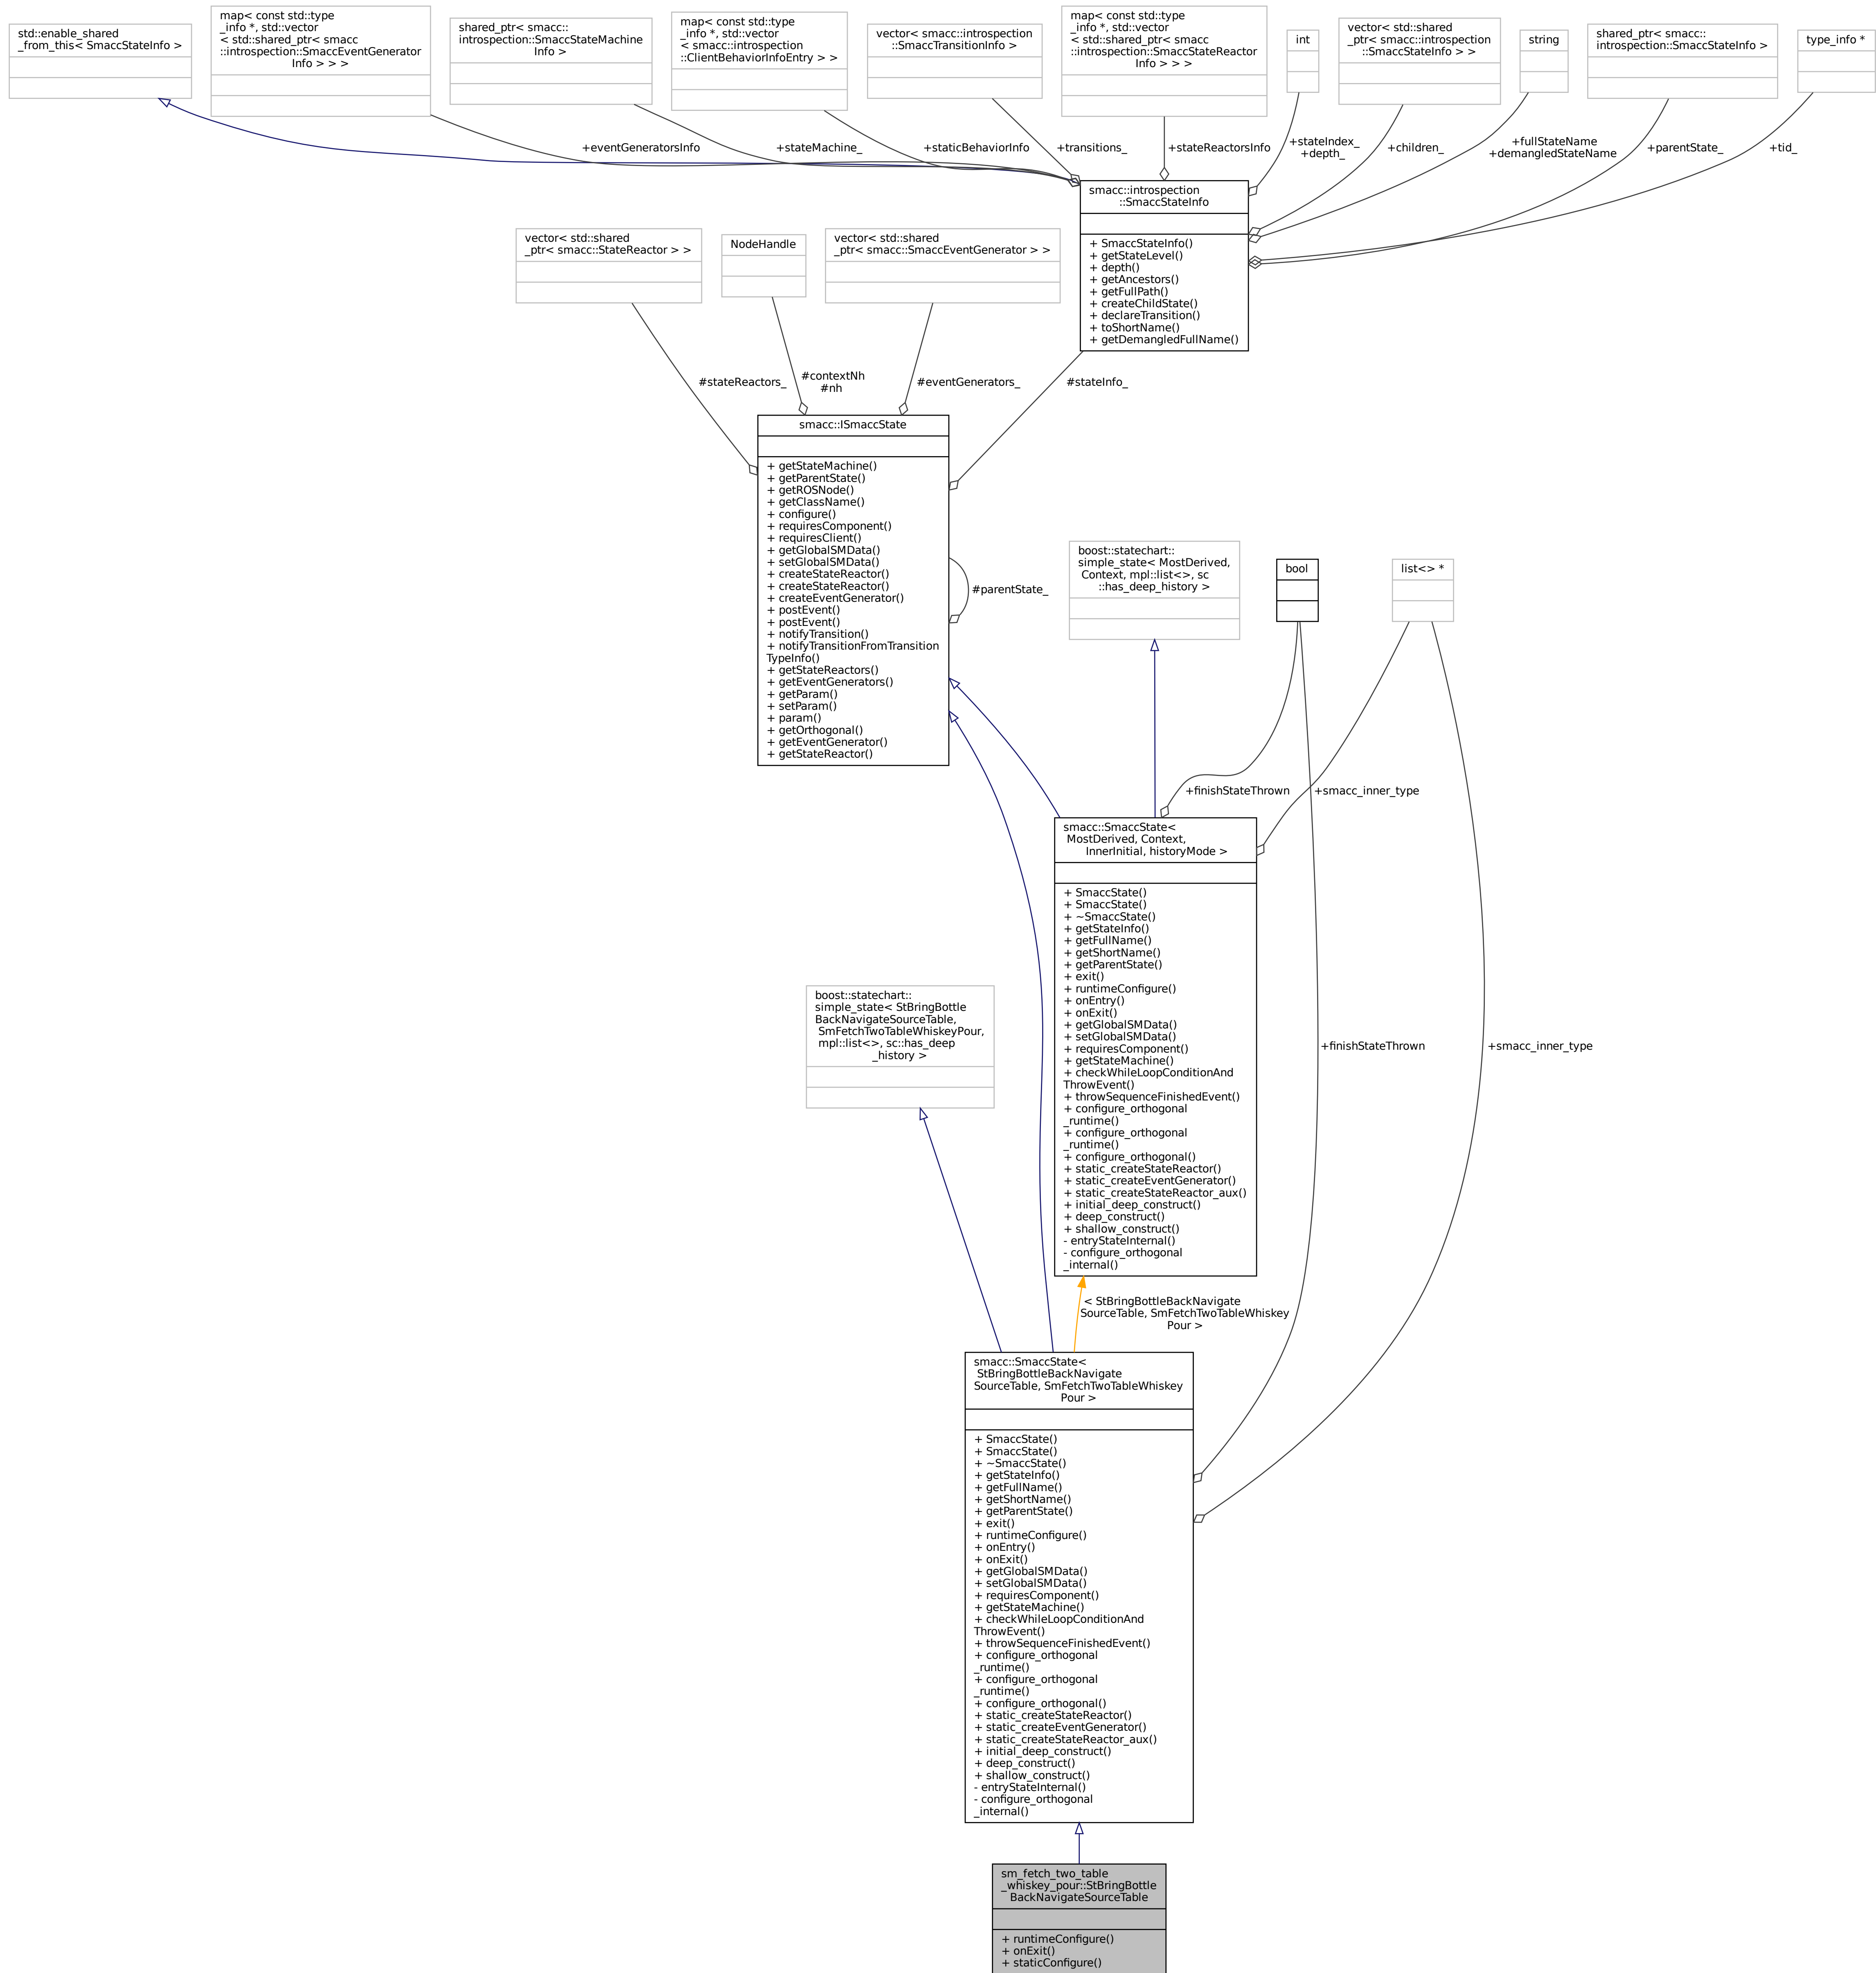 std::enable_shared
_from_this< SmaccStateInfo >
map< const std::type
_info *, std::vector
< std::shared_ptr< smacc
::introspection::SmaccEventGenerator
Info > > >
shared_ptr< smacc::
introspection::SmaccStateMachine
Info >
map< const std::type
_info *, std::vector
< smacc::introspection
::ClientBehaviorInfoEntry > >
vector< smacc::introspection
::SmaccTransitionInfo >
map< const std::type
_info *, std::vector
< std::shared_ptr< smacc
::introspection::SmaccStateReactor
Info > > >
int
vector< std::shared
_ptr< smacc::introspection
::SmaccStateInfo > >
string
shared_ptr< smacc::
introspection::SmaccStateInfo >
type_info *
+eventGeneratorsInfo
+stateMachine_
+staticBehaviorInfo
+transitions_
+stateReactorsInfo
+stateIndex_
+depth_
+children_
+fullStateName
+demangledStateName
+parentState_
+tid_
smacc::introspection
::SmaccStateInfo
+ SmaccStateInfo()
+ getStateLevel()
+ depth()
+ getAncestors()
+ getFullPath()
+ createChildState()
+ declareTransition()
+ toShortName()
+ getDemangledFullName()
vector< std::shared
_ptr< smacc::StateReactor > >
NodeHandle
vector< std::shared
_ptr< smacc::SmaccEventGenerator > >
#stateReactors_
#contextNh
#nh
#eventGenerators_
#stateInfo_
smacc::ISmaccState
+ getStateMachine()
+ getParentState()
+ getROSNode()
+ getClassName()
+ configure()
+ requiresComponent()
+ requiresClient()
+ getGlobalSMData()
+ setGlobalSMData()
+ createStateReactor()
+ createStateReactor()
+ createEventGenerator()
+ postEvent()
+ postEvent()
+ notifyTransition()
+ notifyTransitionFromTransition
TypeInfo()
+ getStateReactors()
+ getEventGenerators()
+ getParam()
+ setParam()
+ param()
+ getOrthogonal()
+ getEventGenerator()
+ getStateReactor()
#parentState_
boost::statechart::
simple_state< MostDerived,
Context, mpl::list<>, sc
::has_deep_history >
bool
list<> *
+finishStateThrown
+smacc_inner_type
smacc::SmaccState<
MostDerived, Context,
InnerInitial, historyMode >
+ SmaccState()
+ SmaccState()
+ ~SmaccState()
+ getStateInfo()
+ getFullName()
+ getShortName()
+ getParentState()
+ exit()
+ runtimeConfigure()
+ onEntry()
+ onExit()
+ getGlobalSMData()
+ setGlobalSMData()
+ requiresComponent()
+ getStateMachine()
+ checkWhileLoopConditionAnd
ThrowEvent()
+ throwSequenceFinishedEvent()
+ configure_orthogonal
_runtime()
+ configure_orthogonal
_runtime()
+ configure_orthogonal()
+ static_createStateReactor()
+ static_createEventGenerator()
+ static_createStateReactor_aux()
+ initial_deep_construct()
+ deep_construct()
+ shallow_construct()
- entryStateInternal()
- configure_orthogonal
_internal()
boost::statechart::
simple_state< StBringBottle
BackNavigateSourceTable,
SmFetchTwoTableWhiskeyPour,
mpl::list<>, sc::has_deep
_history >
+finishStateThrown
+smacc_inner_type
< StBringBottleBackNavigate
SourceTable, SmFetchTwoTableWhiskey
Pour >
smacc::SmaccState<
StBringBottleBackNavigate
SourceTable, SmFetchTwoTableWhiskey
Pour >
+ SmaccState()
+ SmaccState()
+ ~SmaccState()
+ getStateInfo()
+ getFullName()
+ getShortName()
+ getParentState()
+ exit()
+ runtimeConfigure()
+ onEntry()
+ onExit()
+ getGlobalSMData()
+ setGlobalSMData()
+ requiresComponent()
+ getStateMachine()
+ checkWhileLoopConditionAnd
ThrowEvent()
+ throwSequenceFinishedEvent()
+ configure_orthogonal
_runtime()
+ configure_orthogonal
_runtime()
+ configure_orthogonal()
+ static_createStateReactor()
+ static_createEventGenerator()
+ static_createStateReactor_aux()
+ initial_deep_construct()
+ deep_construct()
+ shallow_construct()
- entryStateInternal()
- configure_orthogonal
_internal()
sm_fetch_two_table
_whiskey_pour::StBringBottle
BackNavigateSourceTable
+ runtimeConfigure()
+ onExit()
+ staticConfigure()